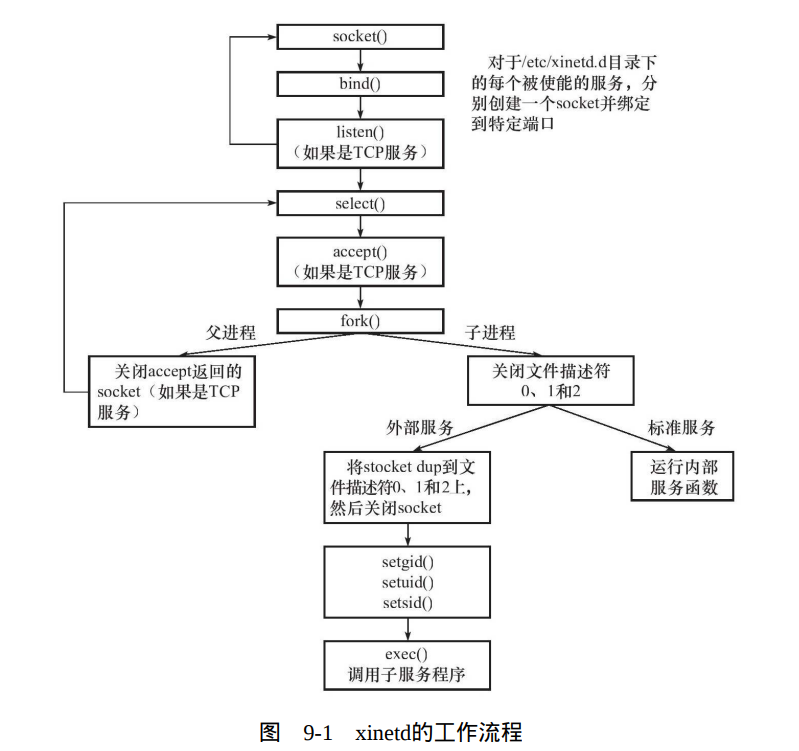 socket()
对于/etc/xinetd.d目录下
的每个被使能的服务，分
别创建一个socket并绑定
到特定端口
bind()
listen()
（如果是TCP服务）
select()
accept()
（如果是TCP服务）
fork()
父进程
子进程
关闭accept返回的
socket（如果是TCP
服务）
关闭文件描述符
0、1和2
外部服务
标准服务
将stocket dup到文
件描述符0、1和2上，
然后关闭socket
运行内部
服务函数
setgid()
setuid()
setsid()
exec()
调用子服务程序
图 9-1 xinetd的工作流程